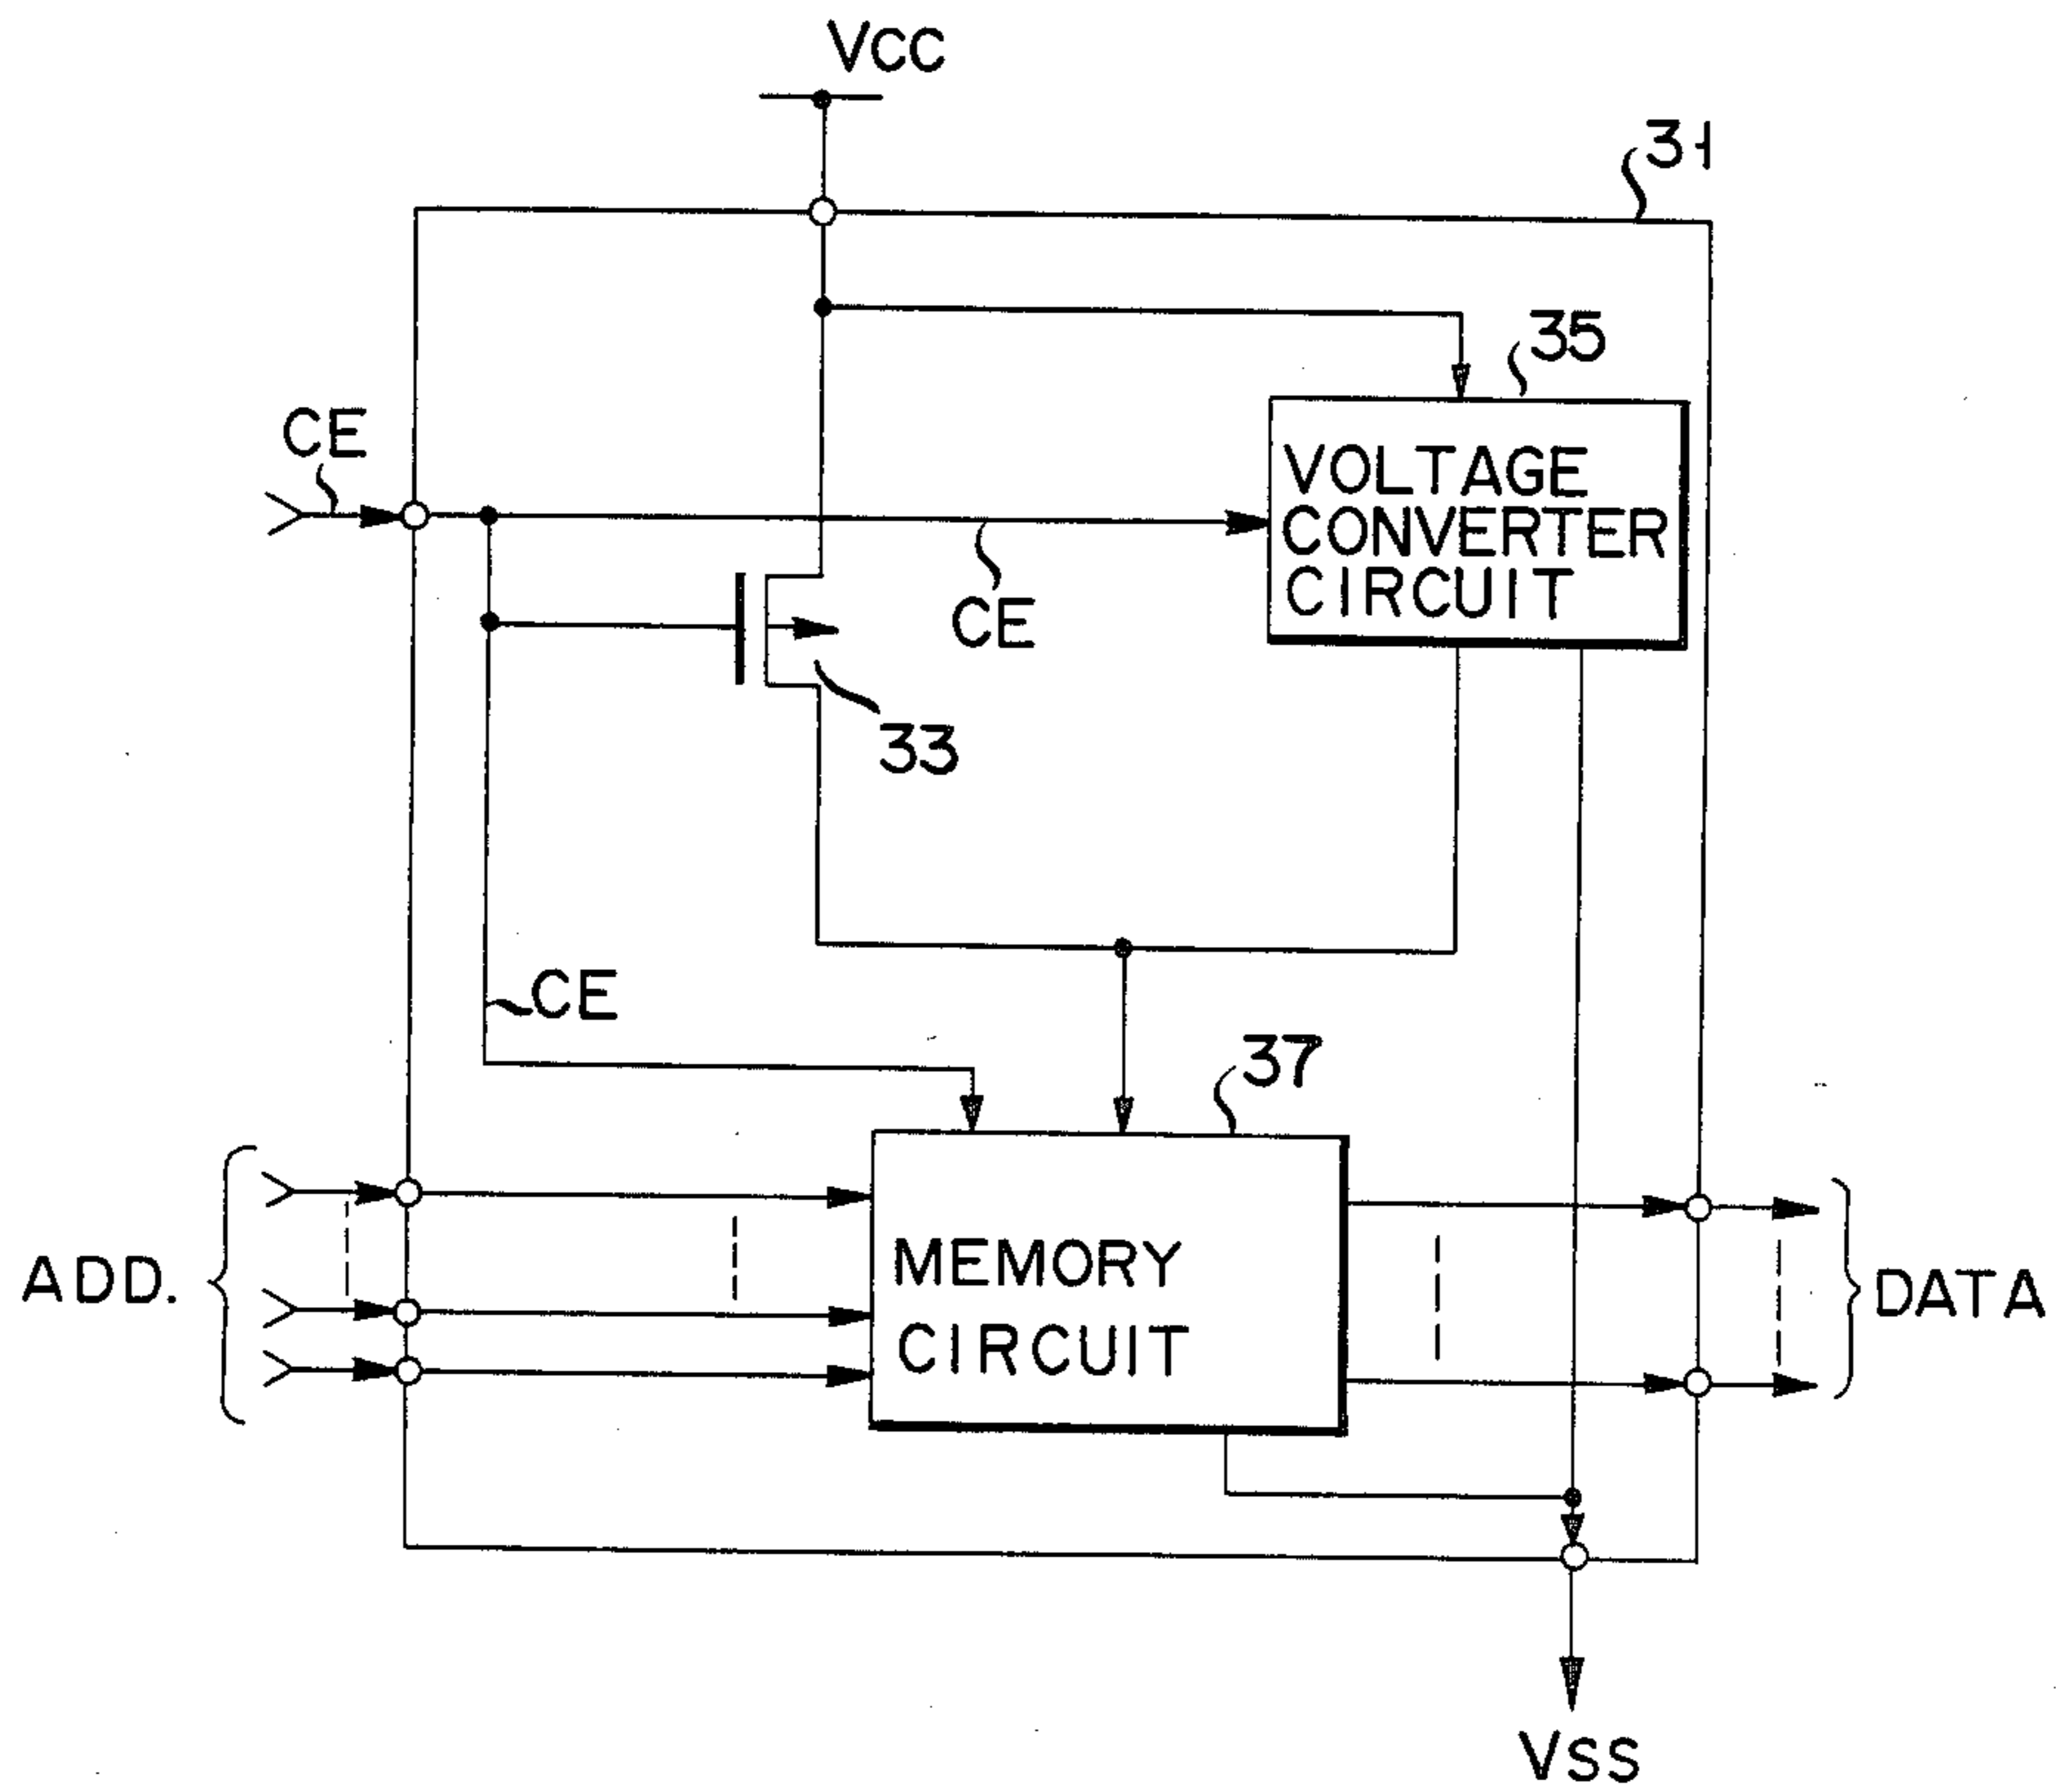 VCC
31
35
CE
VOLTAGE
CONVERTER
CIRCUIT
CE
33
CE
37
ADD.
MEMORY
CIRCUIT
DATA
VSS